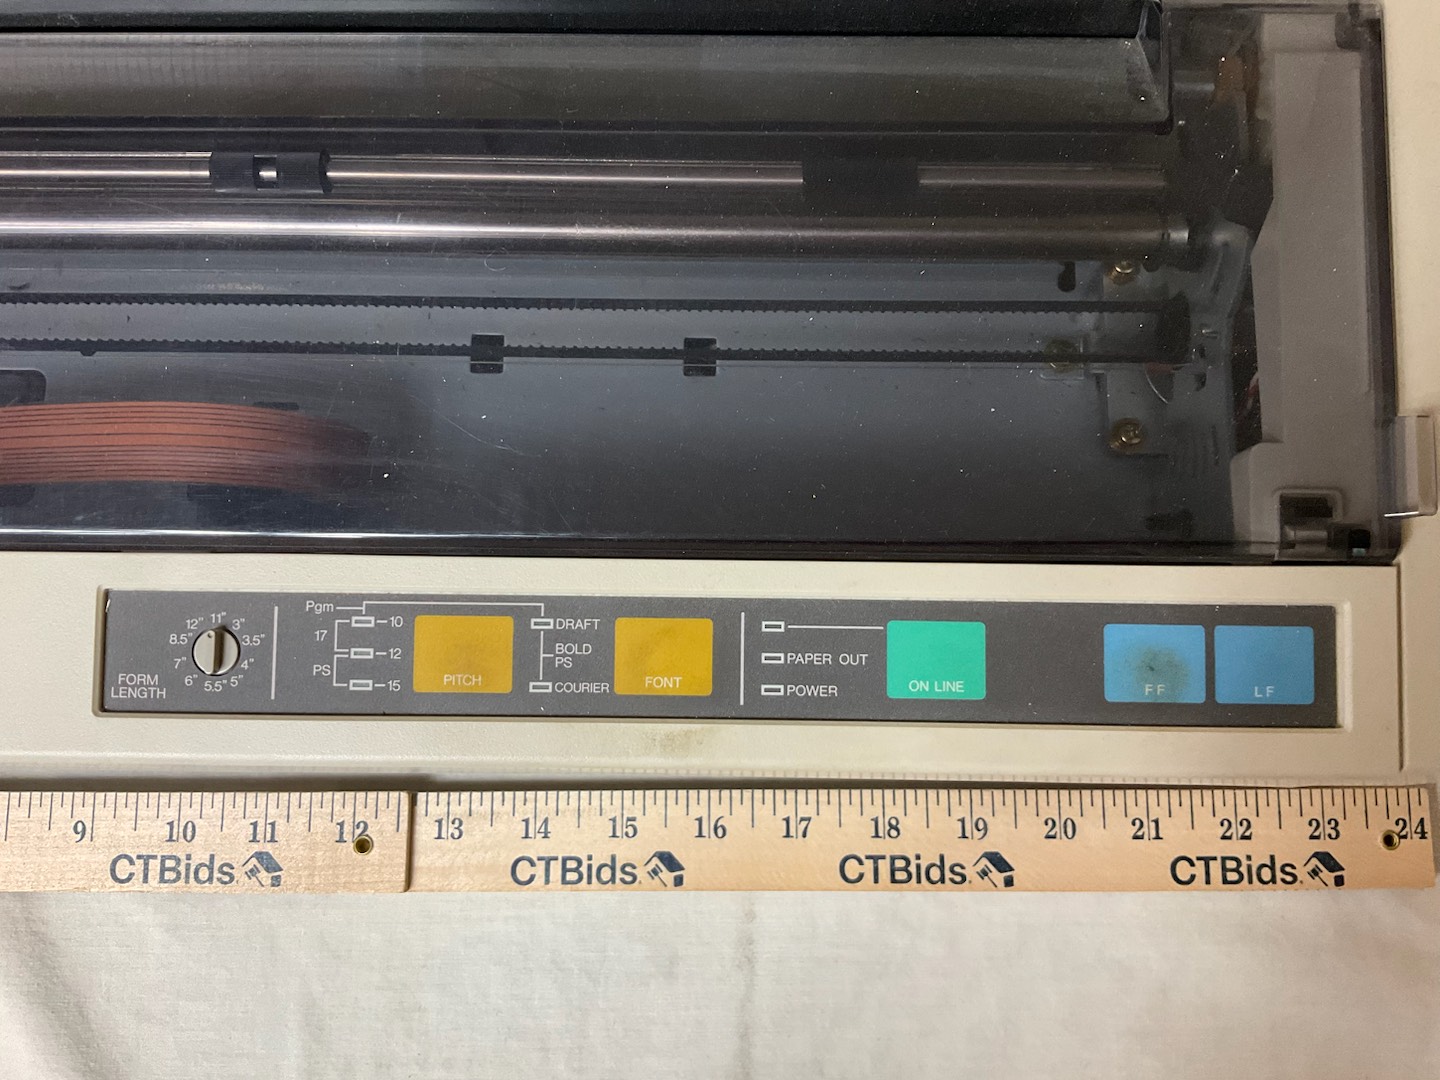 12" 11" 3"
8.5" 3.5"
7" 4"
6" 5.5" 5"
FORM
LENGTH
Pgm
10
17
12
PS
15
PITCH
DRAFT
BOLD
PS
COURIER
FONT
PAPER OUT
POWER
ON LINE
FF
LF
9 10 11 12 13 14 15 16 17 18 19 20 21 22 23 24
CTBids. CTBids. CTBids. CTBids.